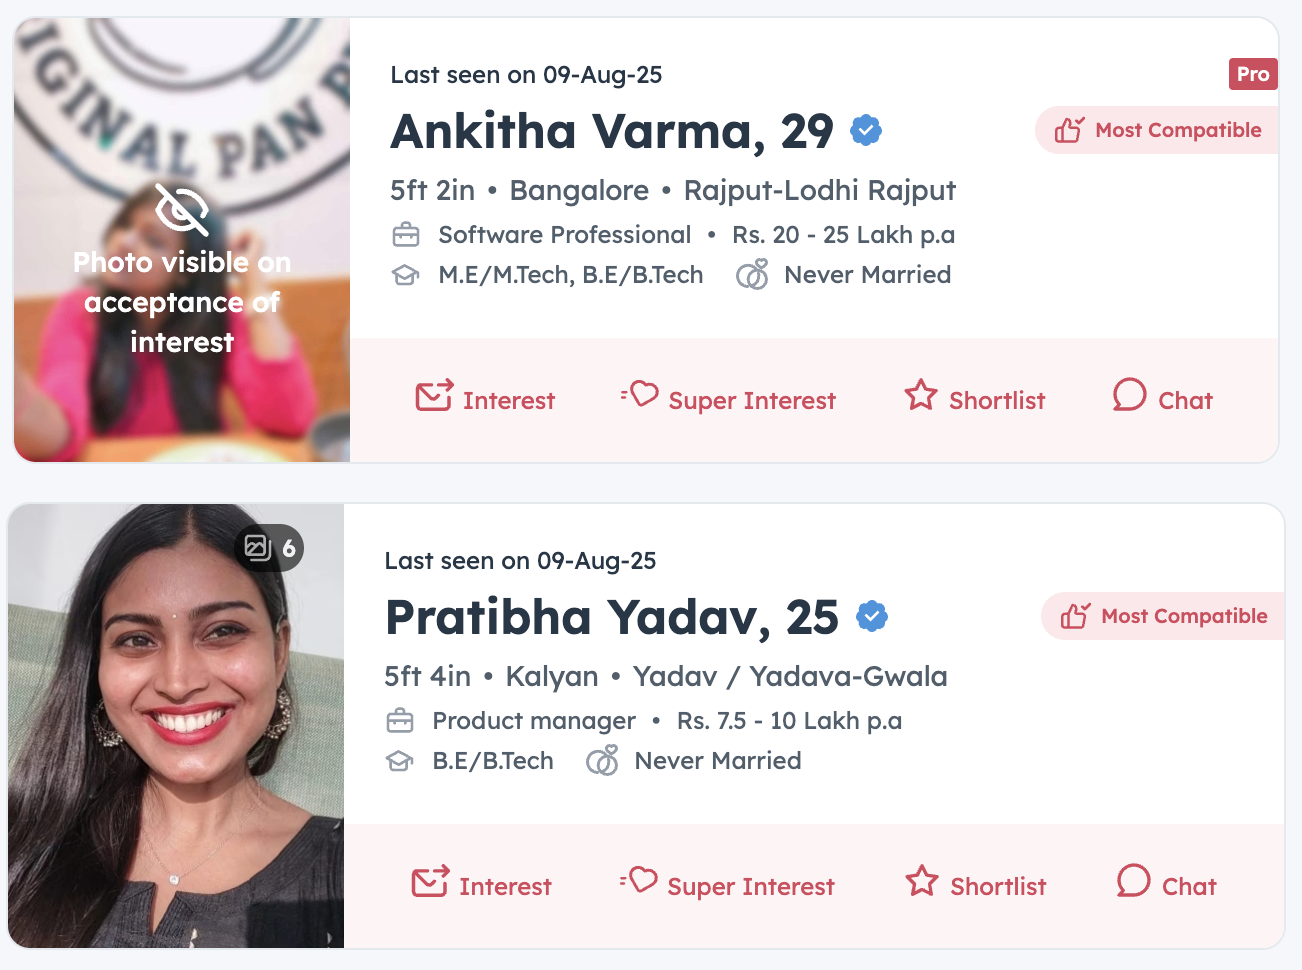 IGINAL PAN P
Photo visible on
acceptance of
interest
Last seen on 09-Aug-25
Pro
Ankitha Varma, 29
Most Compatible
5ft 2in • Bangalore • Rajput-Lodhi Rajput
Software Professional • Rs. 20 - 25 Lakh p.a
M.E/M.Tech, B.E/B.Tech Never Married
Interest Super Interest Shortlist Chat
6
Last seen on 09-Aug-25
Pratibha Yadav, 25
Most Compatible
5ft 4in • Kalyan • Yadav / Yadava-Gwala
Product manager • Rs. 7.5 - 10 Lakh p.a
B.E/B.Tech Never Married
Interest Super Interest Shortlist Chat